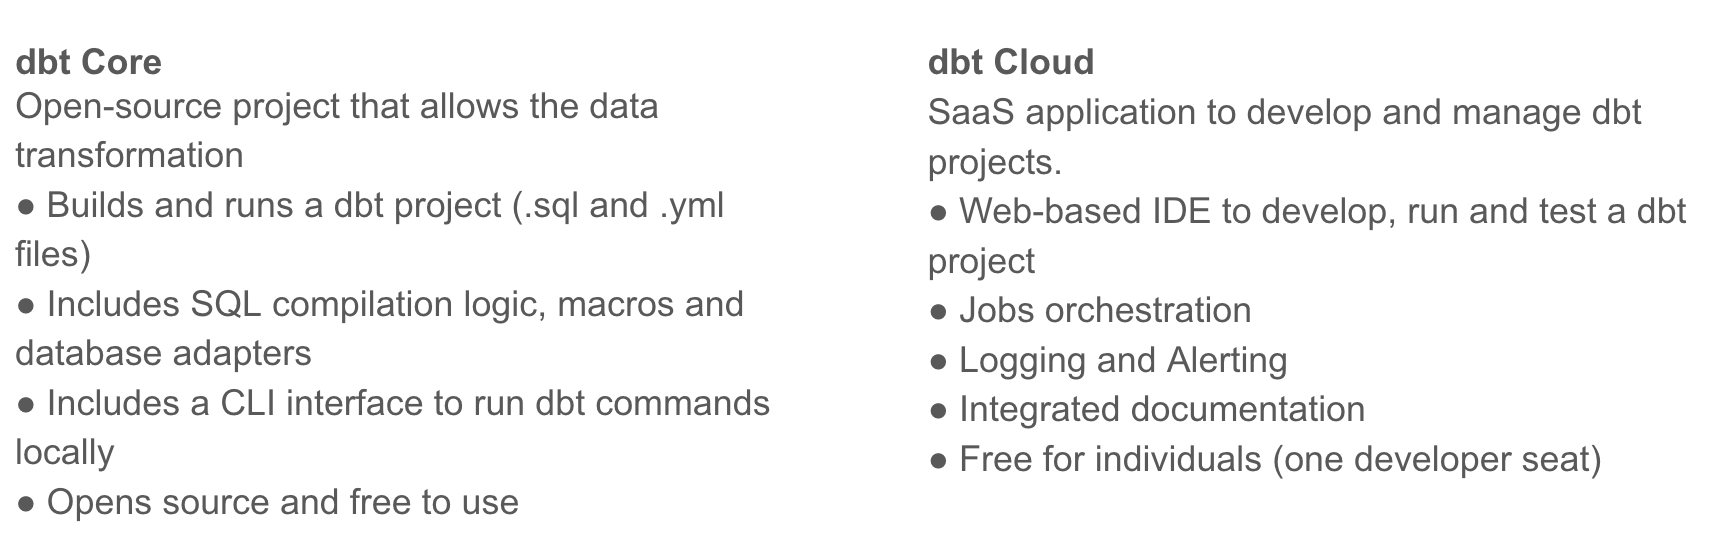 dbt Core
Open-source project that allows the data
transformation
● Builds and runs a dbt project (.sql and .yml
files)
● Includes SQL compilation logic, macros and
database adapters
● Includes a CLI interface to run dbt commands
locally
● Opens source and free to use
dbt Cloud
SaaS application to develop and manage dbt
projects.
● Web-based IDE to develop, run and test a dbt
project
● Jobs orchestration
● Logging and Alerting
● Integrated documentation
● Free for individuals (one developer seat)